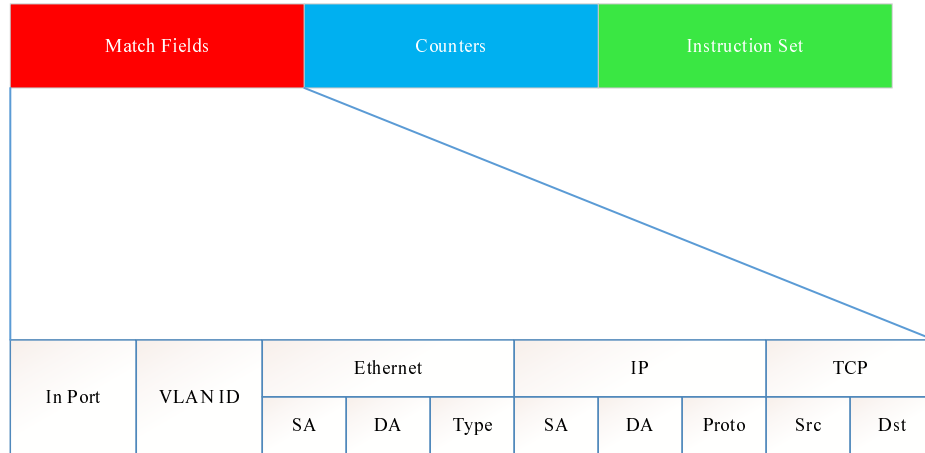 Match Fields Counters Instruction Set
Ethernet IP TCP
In Port VLAN ID
SA DA Type SA DA Proto Src Dst